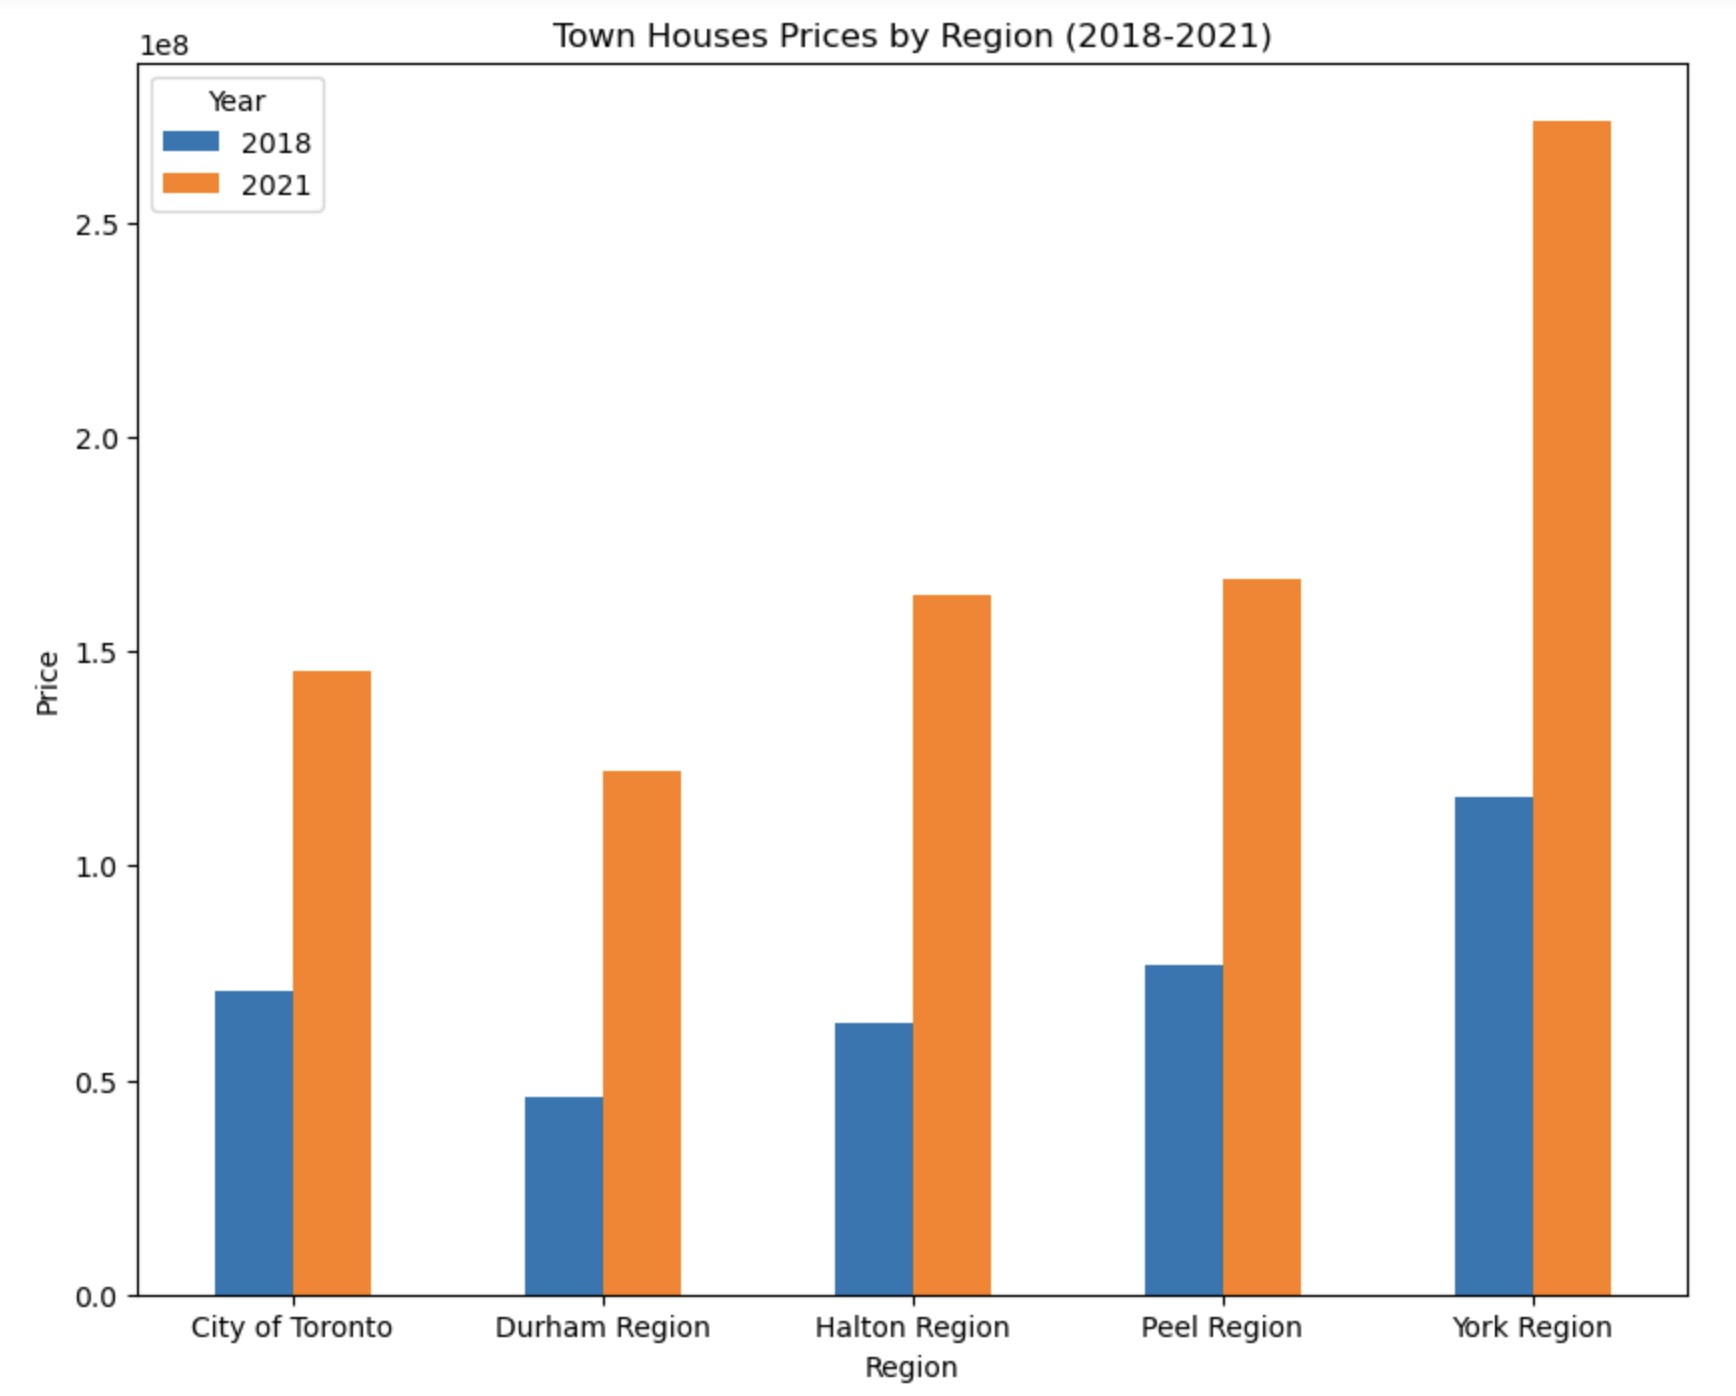 Town Houses Prices by Region (2018-2021)
1e8
Year
2018
2021
2.5
2.0
1.5
1.0
0.5
0.0
Price
City of Toronto
Durham Region
Halton Region
Peel Region
York Region
Region